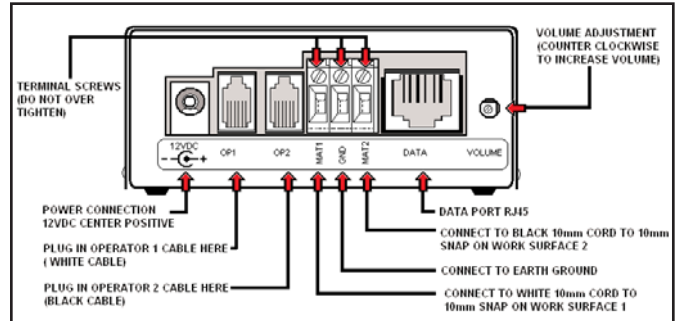 VOLUME ADJUSTMENT
(COUNTER CLOCKWISE
TO INCREASE VOLUME)
TERMINAL SCREWS
(DO NOT OVER
TIGHTEN)
12VDC
- +
OP1
OP2
MAT1
GND
MAT2
DATA
VOLUME
POWER CONNECTION
12VDC CENTER POSITIVE
PLUG IN OPERATOR 1 CABLE HERE
( WHITE CABLE)
PLUG IN OPERATOR 2 CABLE HERE
(BLACK CABLE)
DATA PORT RJ45
CONNECT TO BLACK 10mm CORD TO 10mm
SNAP ON WORK SURFACE 2
CONNECT TO EARTH GROUND
CONNECT TO WHITE 10mm CORD TO
10mm SNAP ON WORK SURFACE 1